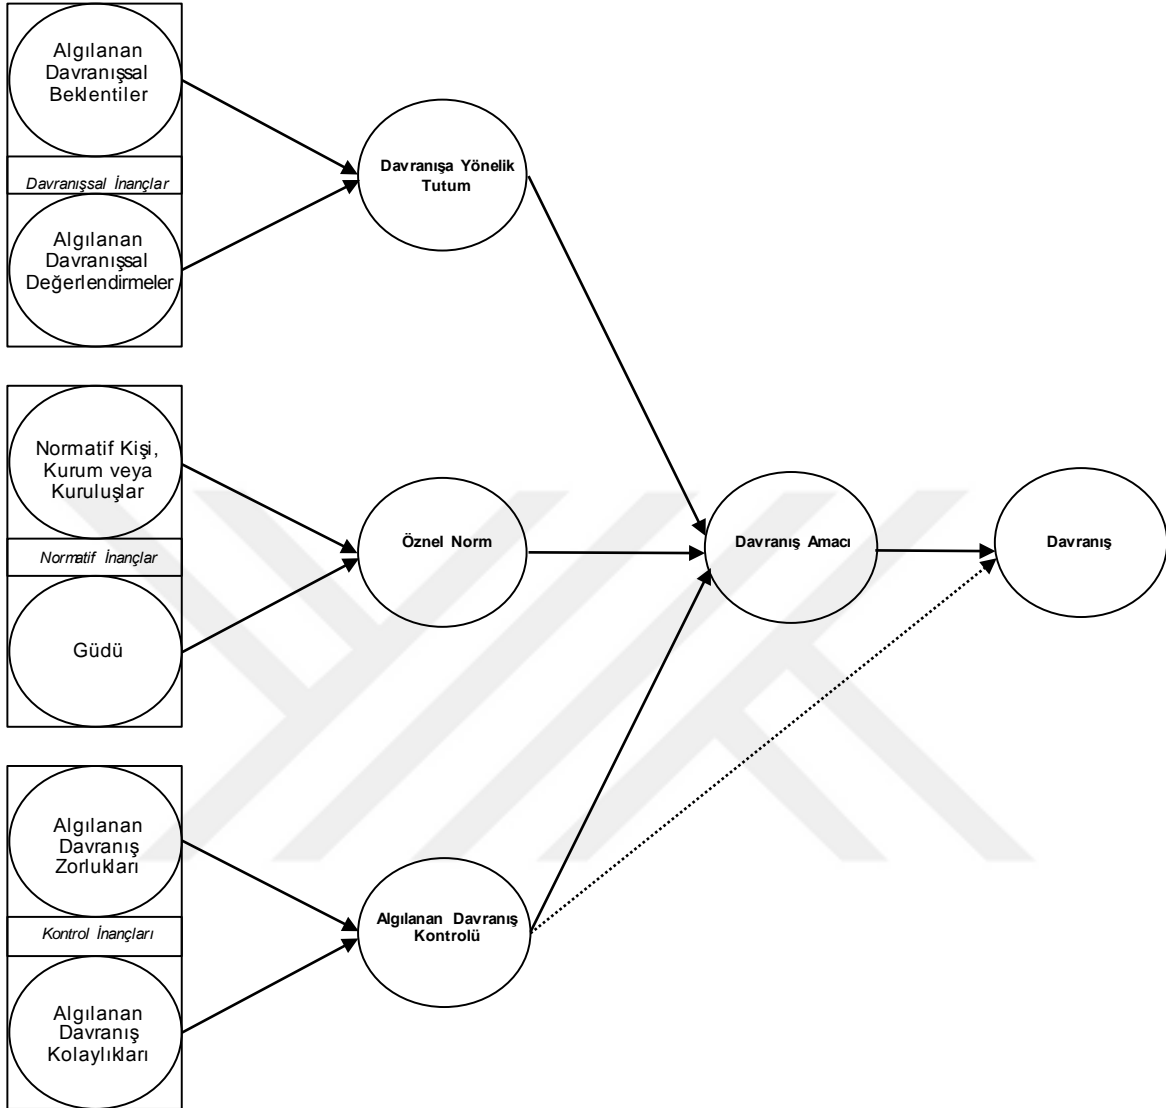 Algılanan
Davranışsal
Beklentiler
Davranışsal İnançlar
Algılanan
Davranışsal
Değerlendirmeler
Davranışa Yönelik
Tutum
Normatif Kişi,
Kurum veya
Kuruluşlar
Normatif İnançlar
Güdü
Öznel Norm
Davranış Amacı
Davranış
Algılanan
Davranış
Zorlukları
Kontrol İnançları
Algılanan
Davranış
Kolaylıkları
Algılanan Davranış
Kontrolü